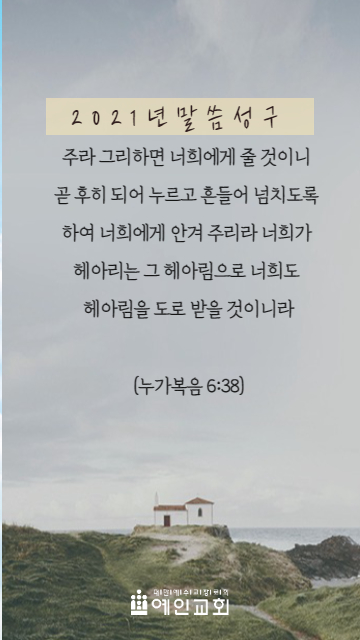 2021년말씀성구
주라 그리하면 너희에게 줄 것이니
곧 후히 되어 누르고 흔들어 넘치도록
하여 너희에게 안겨 주리라 너희가
헤아리는 그 헤아림으로 너희도
헤아림을 도로 받을 것이니라
(누가복음 6:38)
예인교회